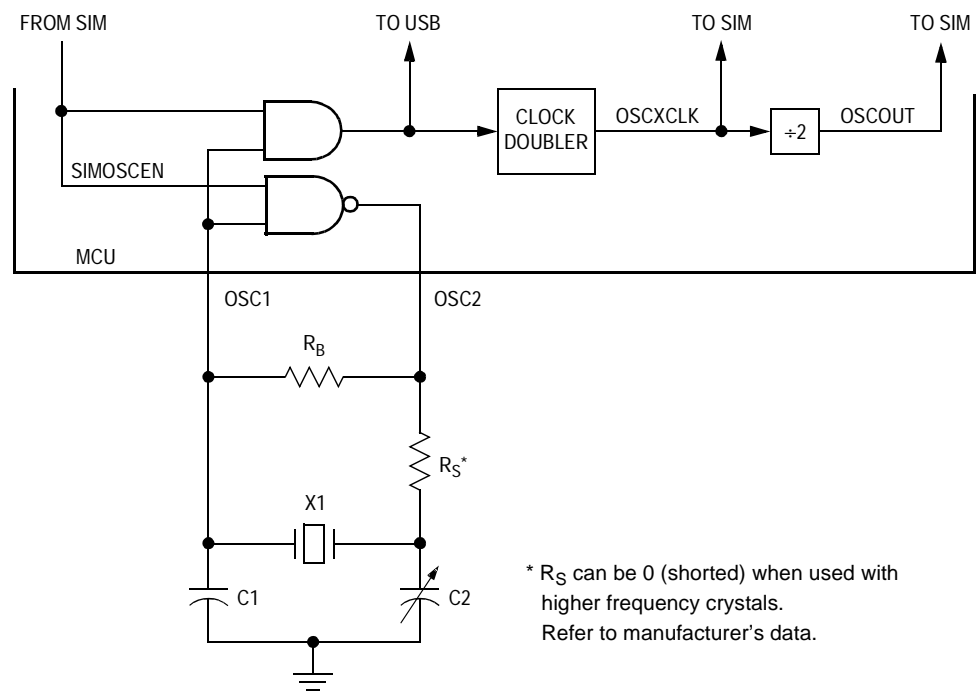 FROM SIM
TO USB
TO SIM
TO SIM
CLOCK
DOUBLER
OSCXCLK
÷2
OSCOUT
SIMOSCEN
MCU
OSC1
OSC2
RB
RS*
X1
C1
C2
* RS can be 0 (shorted) when used with
higher frequency crystals.
Refer to manufacturer's data.